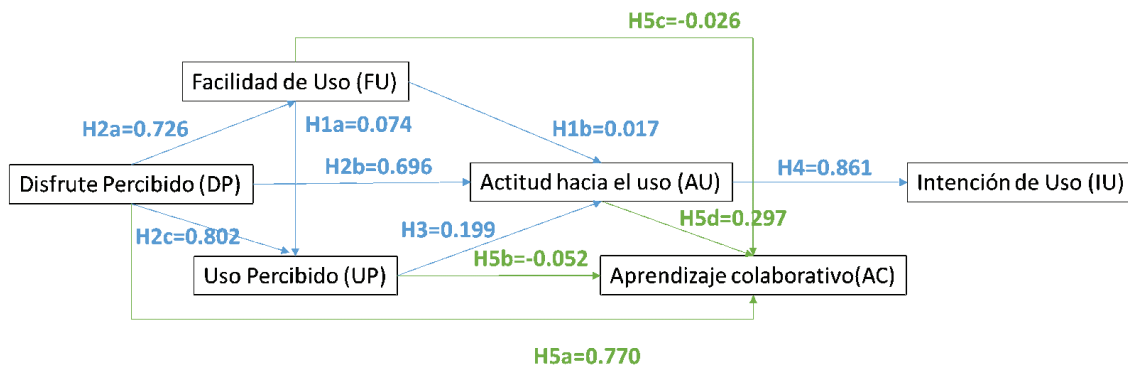 H5c=-0.026
Facilidad de Uso (FU)
H2a=0.726
H1a=0.074
H1b=0.017
Disfrute Percibido (DP)
H2b=0.696
Actitud hacia el uso (AU)
H4=0.861
Intención de Uso (IU)
H2c=0.802
H3=0.199
H5d=0.297
Uso Percibido (UP)
H5b=-0.052
Aprendizaje colaborativo(AC)
H5a=0.770